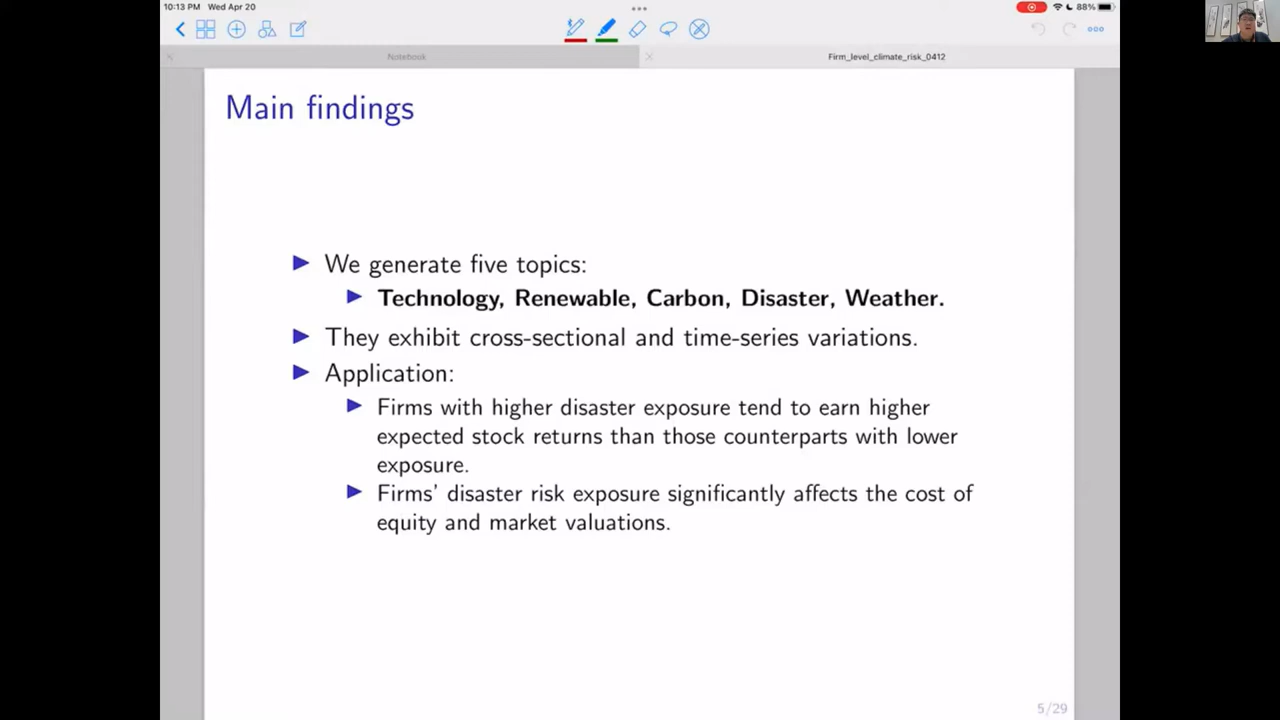 10:13 PM Wed Apr 20
88%
Notebook
Firm_level_climate_risk_0412
Main findings
We generate five topics:
Technology, Renewable, Carbon, Disaster, Weather.
They exhibit cross-sectional and time-series variations.
Application:
Firms with higher disaster exposure tend to earn higher
expected stock returns than those counterparts with lower
exposure.
Firms' disaster risk exposure significantly affects the cost of
equity and market valuations.
5/29